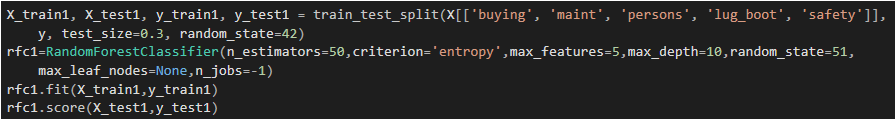 X_train1, X_test1, y_train1, y_test1 = train_test_split(X[['buying', 'maint', 'persons', 'lug_boot', 'safety']],
y, test_size=0.3, random_state=42)
rfc1=RandomForestClassifier(n_estimators=50,criterion='entropy',max_features=5,max_depth=10,random_state=51,
max_leaf_nodes=None,n_jobs=-1)
rfc1.fit(X_train1,y_train1)
rfc1.score(X_test1,y_test1)